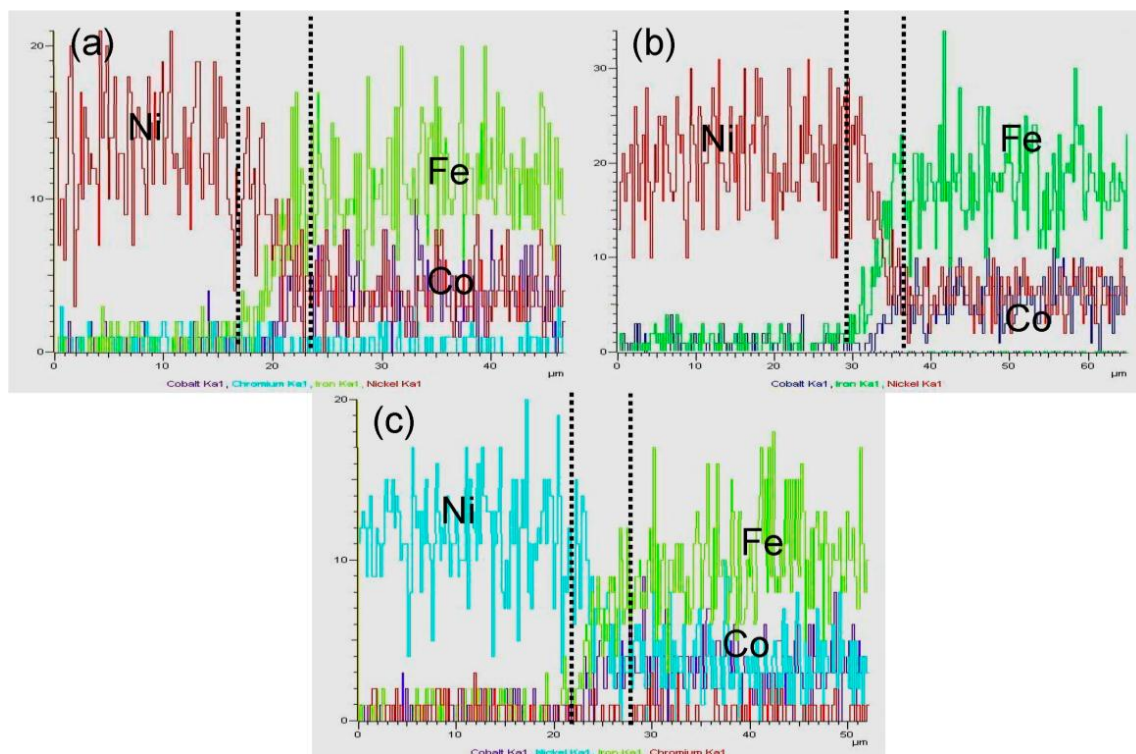 (a)
20
Ni
Fe
10
Co
0
0 10 20 30 40
µm
Cobalt Ka1, Chromium Ka1, Iron Ka1, Nickel Ka1
(b)
30
Ni
Fe
20
10
Co
0
0 10 20 30 40 50 60
µm
Cobalt Ka1, Iron Ka1, Nickel Ka1
(c)
20
Ni
Fe
10
Co
0
0 10 20 30 40 50
µm
Cobalt Ka1, Nickel Ka1, Iron Ka1, Chromium Ka1